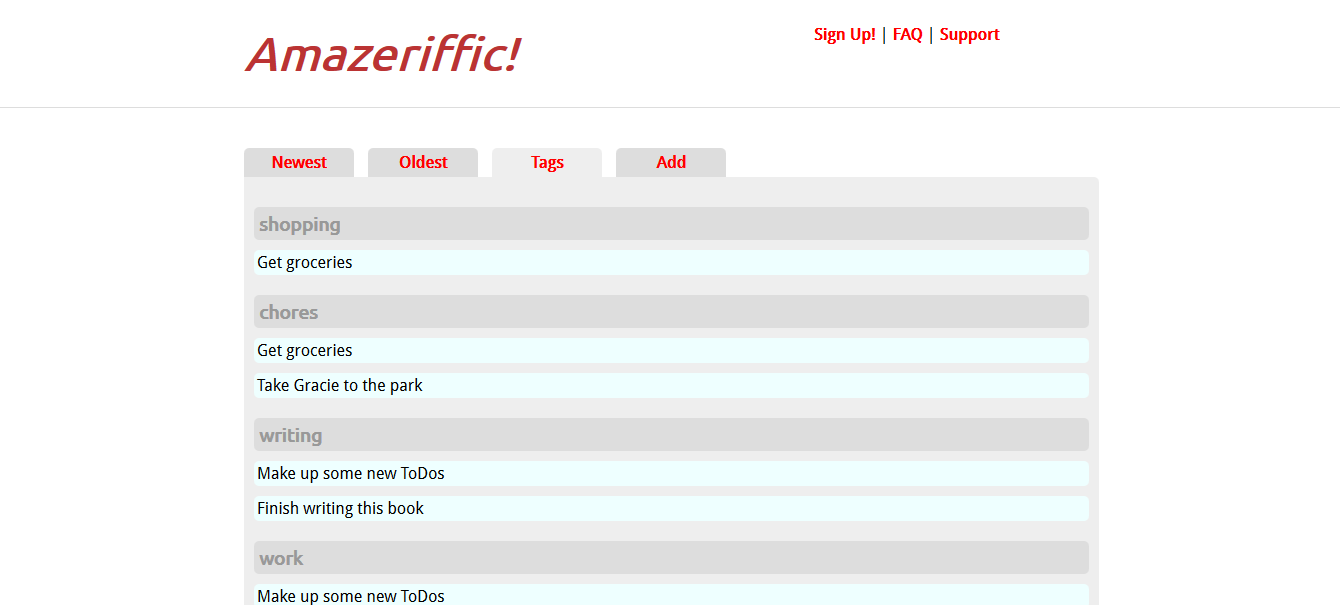 Amazeriffic!
Sign Up! | FAQ | Support
Newest Oldest Tags Add
shopping
Get groceries
chores
Get groceries
Take Gracie to the park
writing
Make up some new ToDos
Finish writing this book
work
Make up some new ToDos